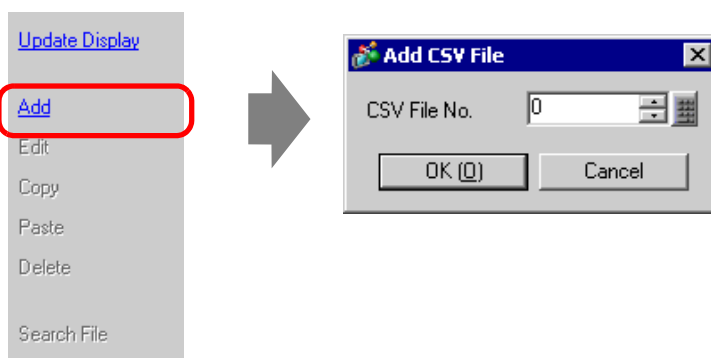 Update Display
Add
Edit
Copy
Paste
Delete
Search File
Add CSV File
CSV File No.
0
OK (O)
Cancel